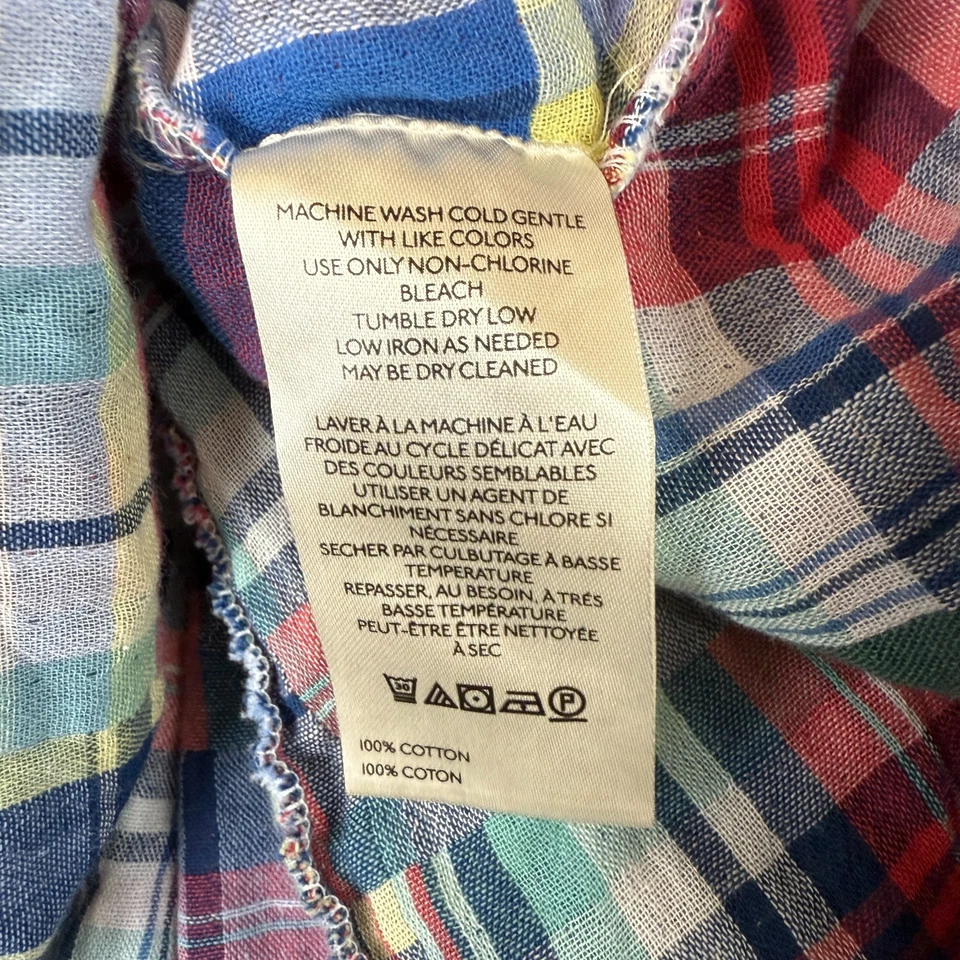 MACHINE WASH COLD GENTLE
WITH LIKE COLORS
USE ONLY NON-CHLORINE
BLEACH
TUMBLE DRY LOW
LOW IRON AS NEEDED
MAY BE DRY CLEANED
LAVER À LA MACHINE À L'EAU
FROIDE AU CYCLE DÉLICAT AVEC
DES COULEURS SEMBLABLES
UTILISER UN AGENT DE
BLANCHIMENT SANS CHLORE SI
NÉCESSAIRE
SECHER PAR CULBUTAGE À BASSE
TEMPERATURE
REPASSER, AU BESOIN, À TRÉS
BASSE TEMPÉRATURE
PEUT-ÊTRE ÊTRE NETTOYÉE
À SEC
30 P
100% COTTON
100% COTON